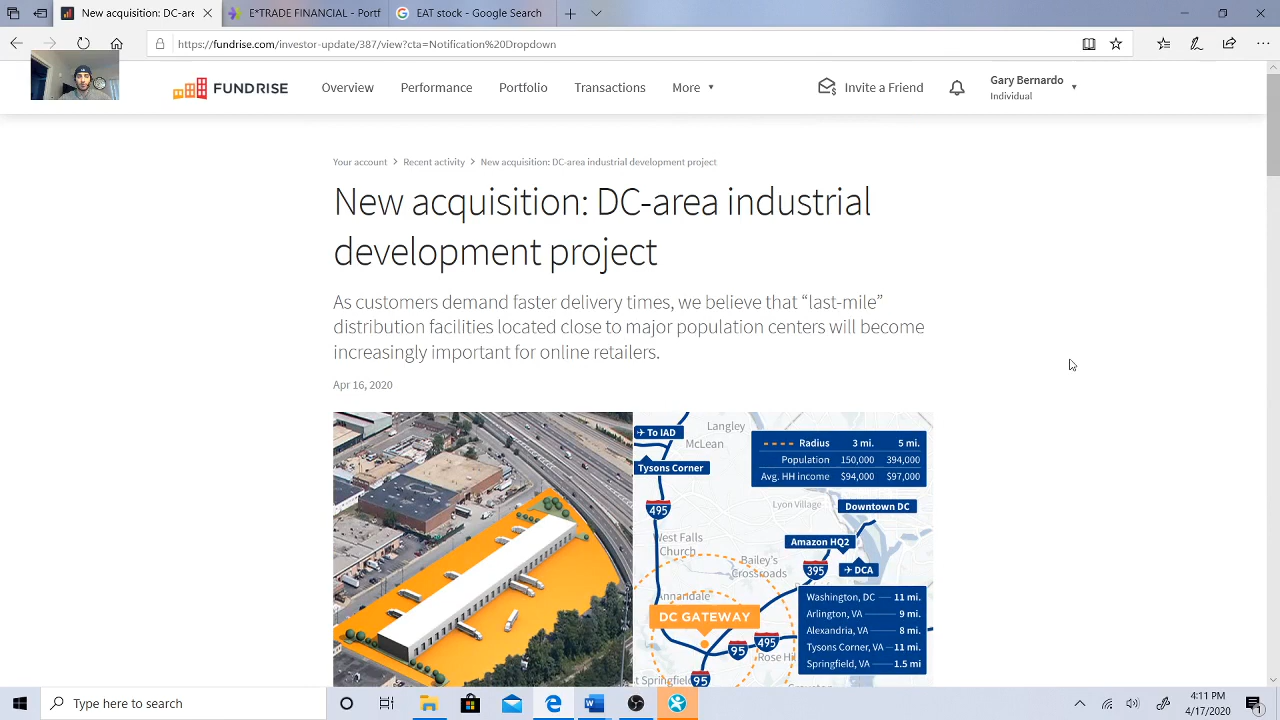 New acquisition: DC-are
E*TRADE FINANCIAL - Portfol
EAT stock - Google Search
https://fundrise.com/investor-update/387/view?cta=Notification%20Dropdown
FUNDRISE
Overview
Performance
Portfolio
Transactions
More
Invite a Friend
Gary Bernardo
Individual
Your account > Recent activity > New acquisition: DC-area industrial development project
New acquisition: DC-area industrial
development project
As customers demand faster delivery times, we believe that “last-mile”
distribution facilities located close to major population centers will become
increasingly important for online retailers.
Apr 16, 2020
To IAD
Langley
McLean
Tysons Corner
Radius 3 mi. 5 mi.
Population 150,000 394,000
Avg. HH income $94,000 $97,000
Lyon Village
Downtown DC
495
West Falls
Church
Amazon HQ2
Bailey's
Crossroads
395
DCA
Annandale
DC GATEWAY
Washington, DC 11 mi.
Arlington, VA 9 mi.
Alexandria, VA 8 mi.
Tysons Corner, VA 11 mi.
Springfield, VA 1.5 mi
95
495
Rose Hi
st Springfield
95
Type here to search
4:11 PM
4/17/2020